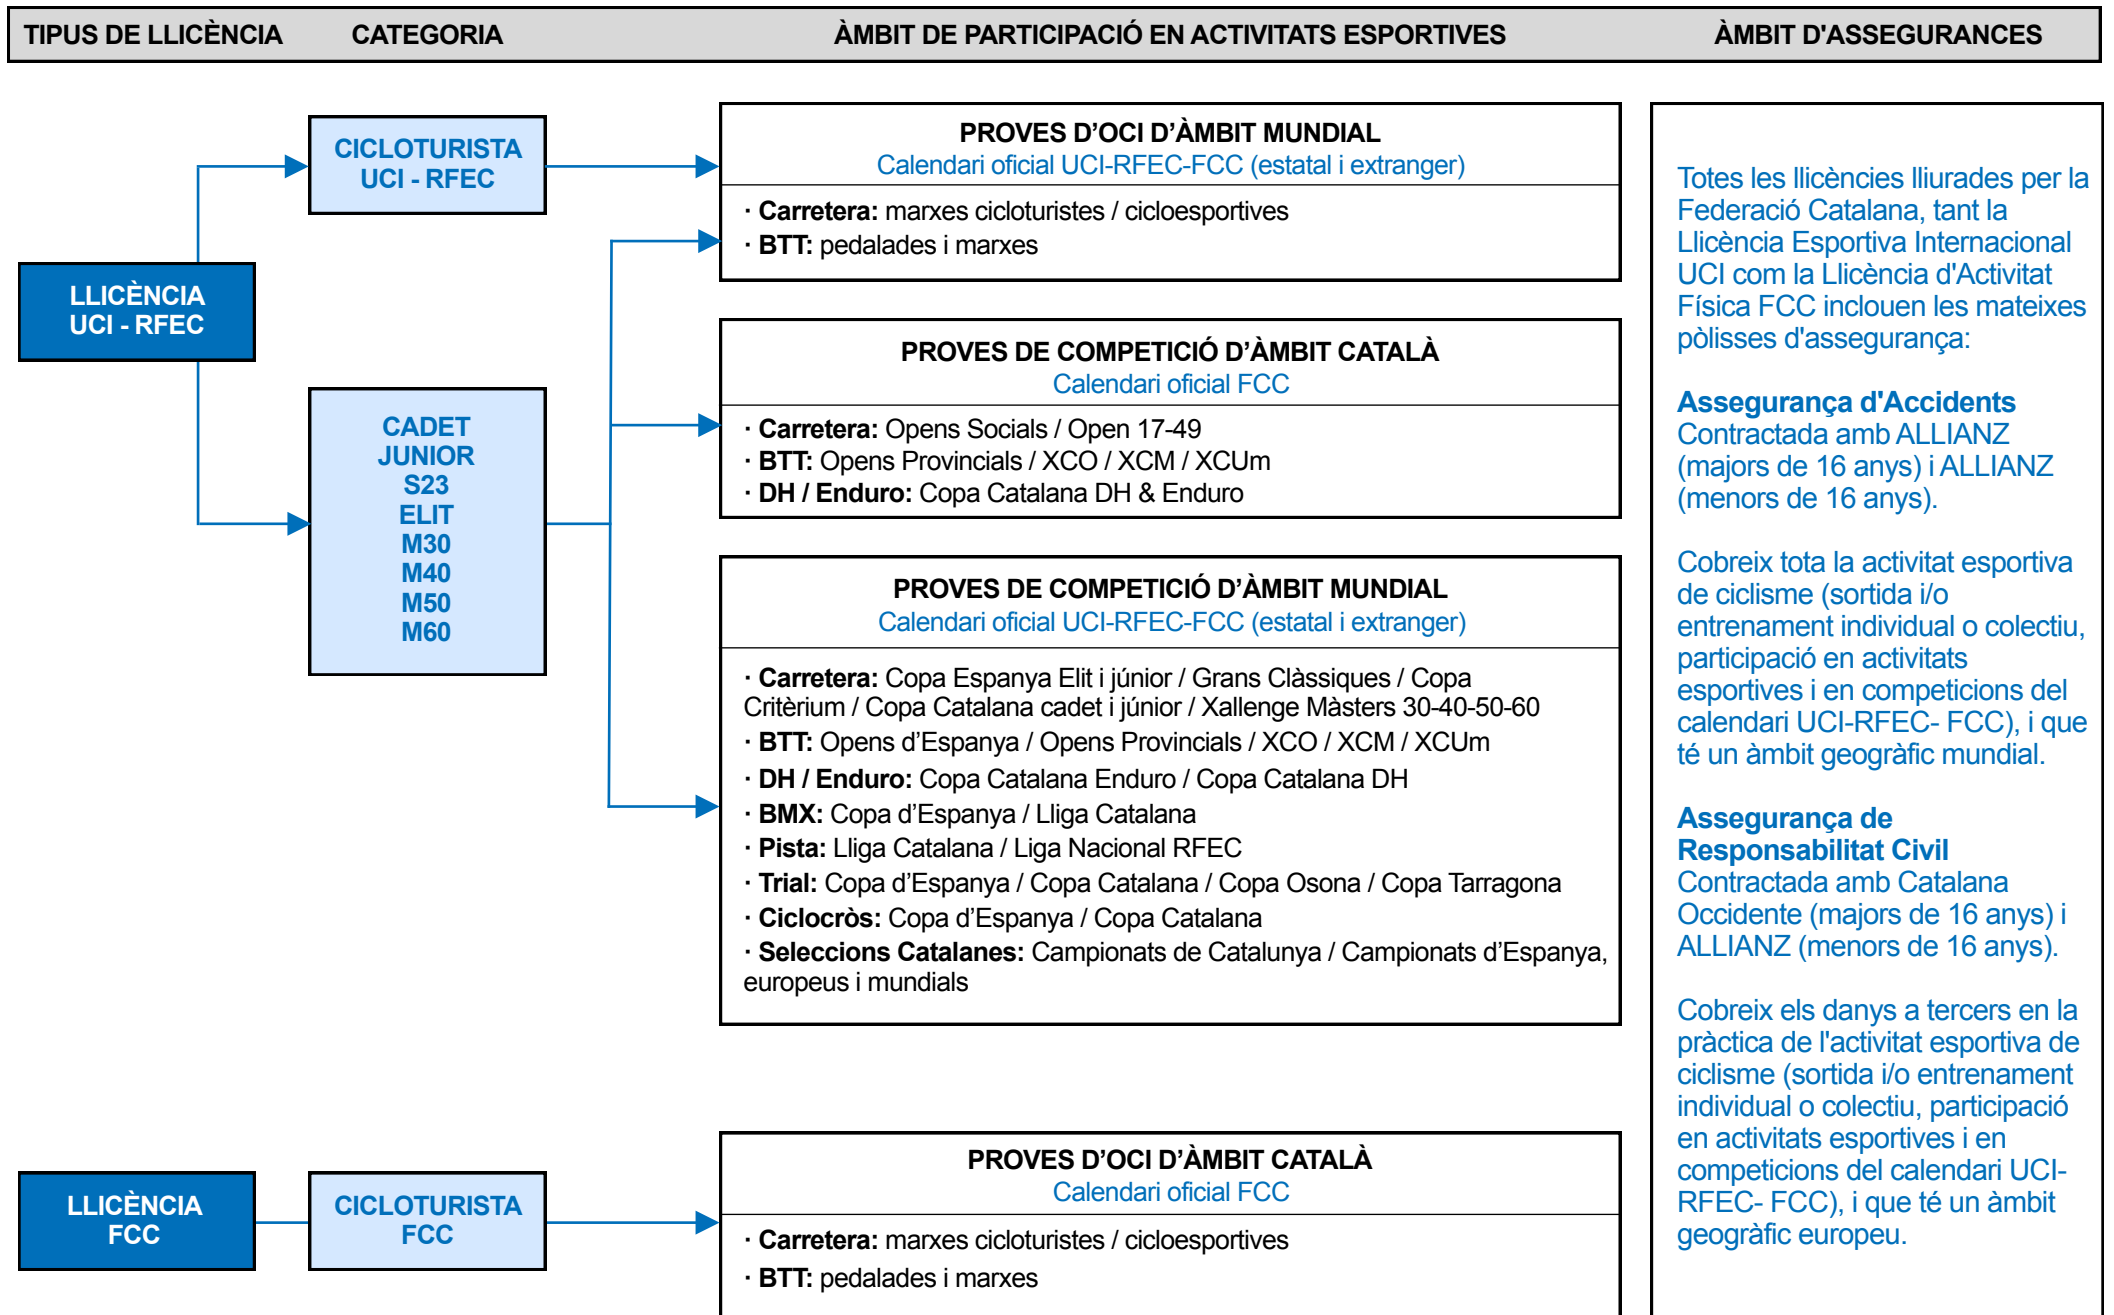 TIPUS DE LLICÈNCIA CATEGORIA ÀMBIT DE PARTICIPACIÓ EN ACTIVITATS ESPORTIVES ÀMBIT D'ASSEGURANCES
LLICÈNCIA
UCI - RFEC
CICLOTURISTA
UCI - RFEC
CADET
JUNIOR
S23
ELIT
M30
M40
M50
M60
PROVES D’OCI D’ÀMBIT MUNDIAL
Calendari oficial UCI-RFEC-FCC (estatal i extranger)
· Carretera: marxes cicloturistes / cicloesportives
· BTT: pedalades i marxes
PROVES DE COMPETICIÓ D’ÀMBIT CATALÀ
Calendari oficial FCC
· Carretera: Opens Socials / Open 17-49
· BTT: Opens Provincials / XCO / XCM / XCUm
· DH / Enduro: Copa Catalana DH & Enduro
PROVES DE COMPETICIÓ D’ÀMBIT MUNDIAL
Calendari oficial UCI-RFEC-FCC (estatal i extranger)
· Carretera: Copa Espanya Elit i júnior / Grans Clàssiques / Copa
Critèrium / Copa Catalana cadet i júnior / Xallenge Màsters 30-40-50-60
· BTT: Opens d’Espanya / Opens Provincials / XCO / XCM / XCUm
· DH / Enduro: Copa Catalana Enduro / Copa Catalana DH
· BMX: Copa d’Espanya / Lliga Catalana
· Pista: Lliga Catalana / Liga Nacional RFEC
· Trial: Copa d’Espanya / Copa Catalana / Copa Osona / Copa Tarragona
· Ciclocròs: Copa d’Espanya / Copa Catalana
· Seleccions Catalanes: Campionats de Catalunya / Campionats d’Espanya,
europeus i mundials
LLICÈNCIA
FCC
CICLOTURISTA
FCC
PROVES D’OCI D’ÀMBIT CATALÀ
Calendari oficial FCC
· Carretera: marxes cicloturistes / cicloesportives
· BTT: pedalades i marxes
Totes les llicències lliurades per la
Federació Catalana, tant la
Llicència Esportiva Internacional
UCI com la Llicència d'Activitat
Física FCC inclouen les mateixes
pòlisses d'assegurança:
Assegurança d'Accidents
Contractada amb ALLIANZ
(majors de 16 anys) i ALLIANZ
(menors de 16 anys).
Cobreix tota la activitat esportiva
de ciclisme (sortida i/o
entrenament individual o colectiu,
participació en activitats
esportives i en competicions del
calendari UCI-RFEC- FCC), i que
té un àmbit geogràfic mundial.
Assegurança de
Responsabilitat Civil
Contractada amb Catalana
Occidente (majors de 16 anys) i
ALLIANZ (menors de 16 anys).
Cobreix els danys a tercers en la
pràctica de l'activitat esportiva de
ciclisme (sortida i/o entrenament
individual o colectiu, participació
en activitats esportives i en
competicions del calendari UCI-
RFEC- FCC), i que té un àmbit
geogràfic europeu.